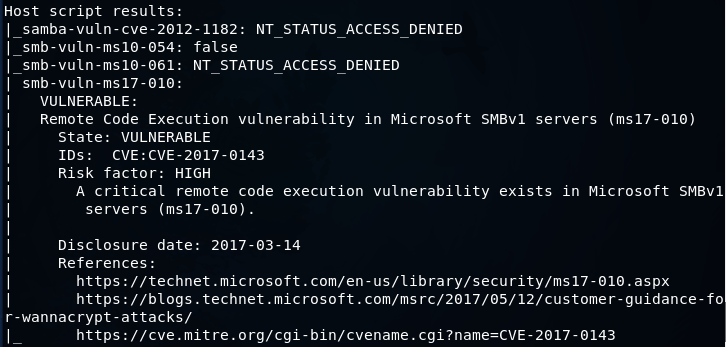 Host script results:
|_samba-vuln-cve-2012-1182: NT_STATUS_ACCESS_DENIED
|_smb-vuln-ms10-054: false
|_smb-vuln-ms10-061: NT_STATUS_ACCESS_DENIED
| smb-vuln-ms17-010:
|   VULNERABLE:
|   Remote Code Execution vulnerability in Microsoft SMBv1 servers (ms17-010)
|     State: VULNERABLE
|     IDs:  CVE:CVE-2017-0143
|     Risk factor: HIGH
|       A critical remote code execution vulnerability exists in Microsoft SMBv1
|        servers (ms17-010).
|
|     Disclosure date: 2017-03-14
|     References:
|       https://technet.microsoft.com/en-us/library/security/ms17-010.aspx
|       https://blogs.technet.microsoft.com/msrc/2017/05/12/customer-guidance-fo
r-wannacrypt-attacks/
|_      https://cve.mitre.org/cgi-bin/cvename.cgi?name=CVE-2017-0143